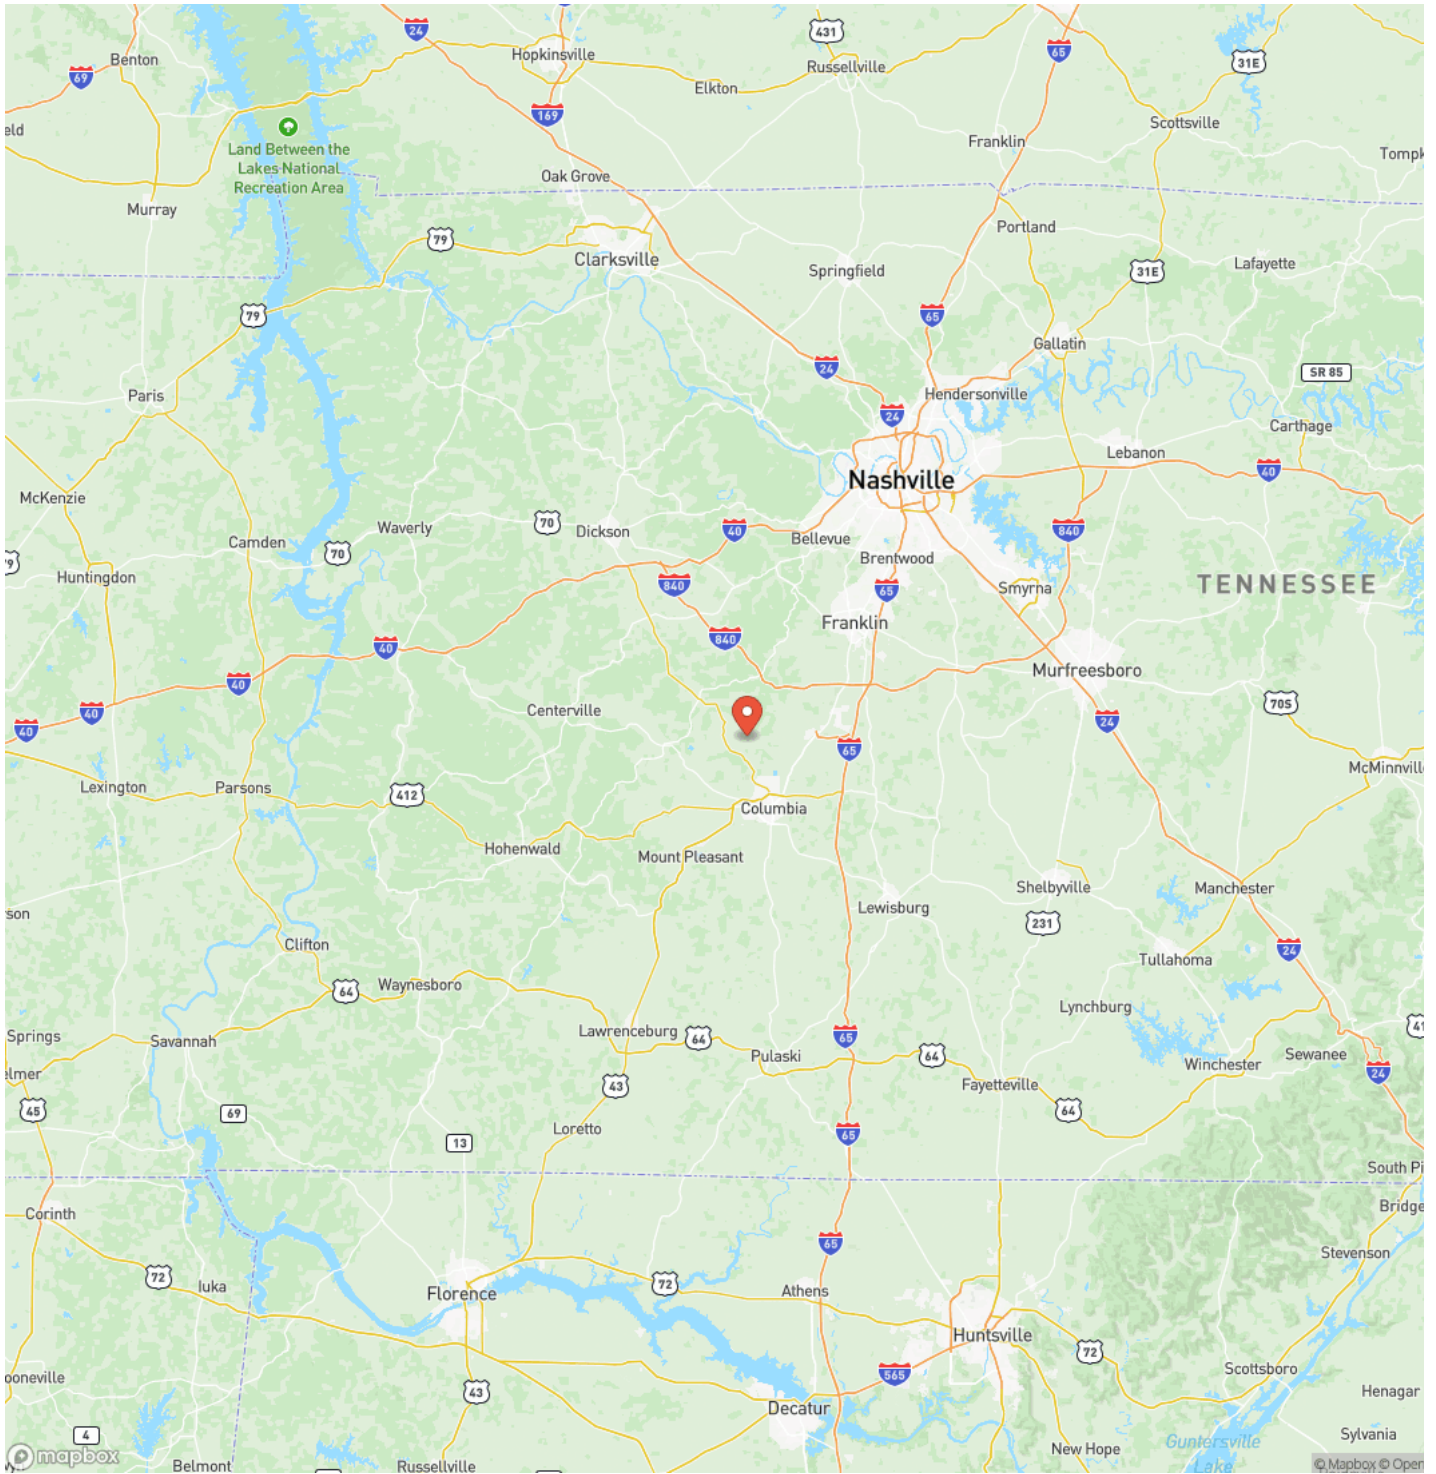 24
431
65
31E
Benton
Hopkinsville
Russellville
69
Elkton
169
Scottsville
Franklin
Land Between the
Lakes National
Recreation Area
Oak Grove
Murray
79
Portland
Clarksville
Springfield
31E
Lafayette
79
65
Gallatin
24
SR 85
Paris
Hendersonville
24
Carthage
Lebanon
40
Nashville
McKenzie
Waverly
70
Dickson
40
Bellevue
840
Camden
70
Brentwood
Huntingdon
840
65
Smyrna
TENNESSEE
Franklin
840
40
Murfreesboro
40
40
40
Centerville
24
70S
65
McMinnvill
Lexington
Parsons
412
Columbia
Hohenwald
Mount Pleasant
Shelbyville
Manchester
Lewisburg
231
Clifton
24
Tullahoma
64
Waynesboro
Lynchburg
Springs
Savannah
Lawrenceburg
64
65
41
Pulaski
64
Sewanee
Winchester
24
elmer
43
Fayetteville
45
69
64
Loretto
65
13
South Pi
Corinth
Bridge
65
Stevenson
72
Iuka
Florence
72
Athens
Huntsville
72
565
Scottsboro
ooneville
43
Henagar
Decatur
4
Sylvania
Guntersville
Lake
New Hope
mapbox
Belmont
Russellville
© Mapbox © Open